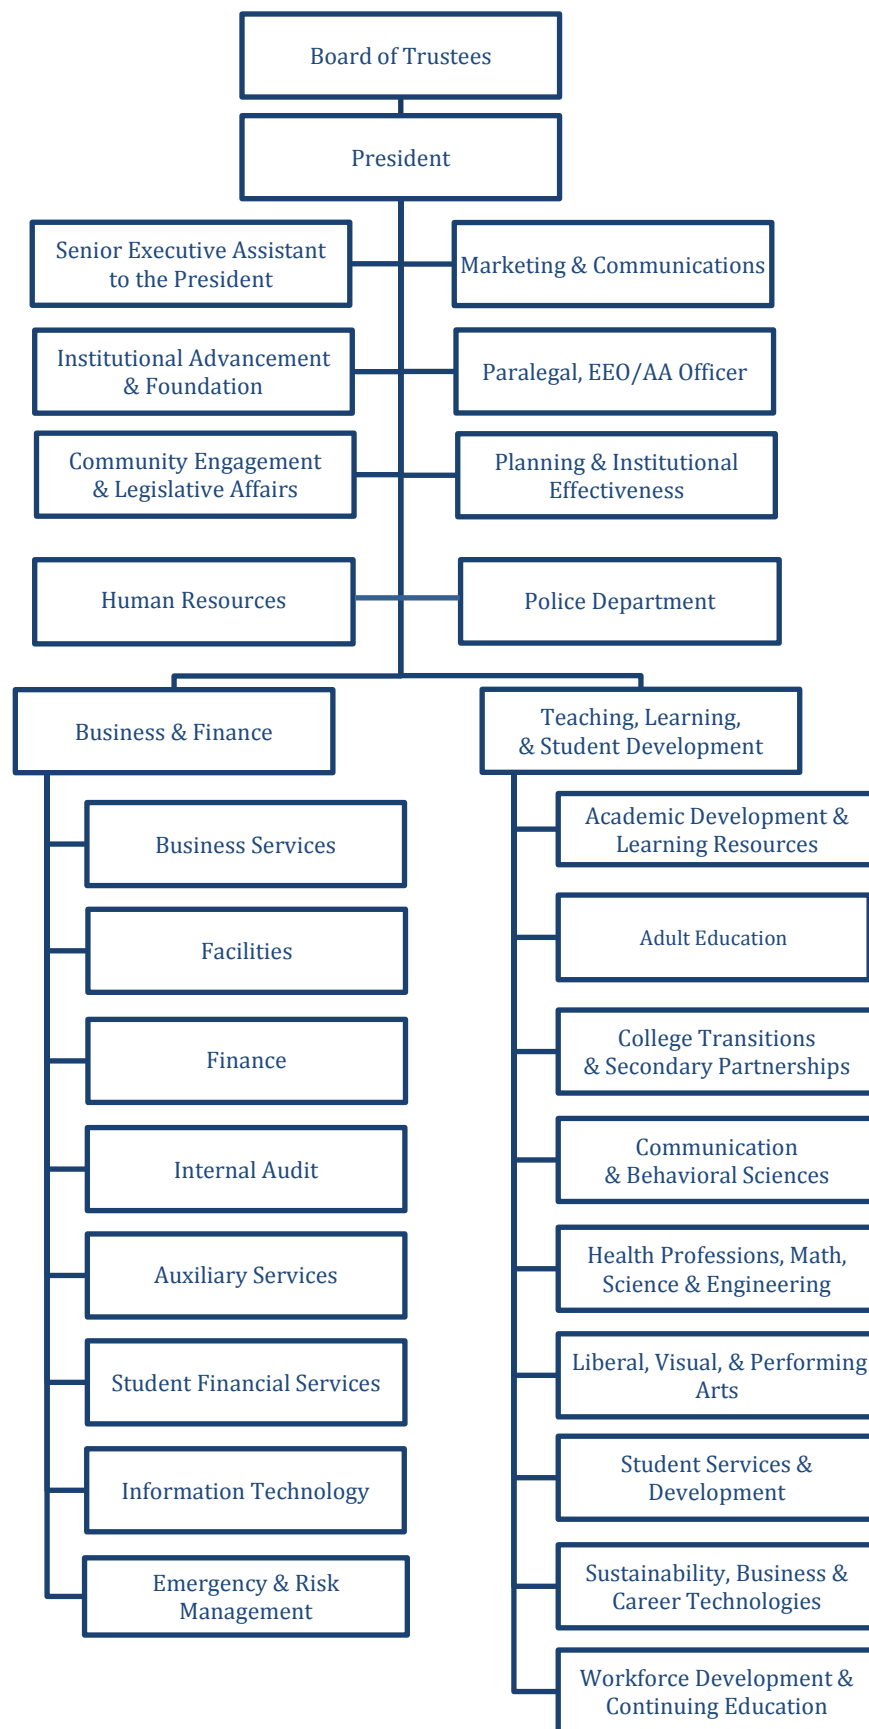 Board of Trustees
President
Senior Executive Assistant
to the President
Marketing & Communications
Institutional Advancement
& Foundation
Paralegal, EEO/AA Officer
Community Engagement
& Legislative Affairs
Planning & Institutional
Effectiveness
Human Resources
Police Department
Business & Finance
Business Services
Facilities
Finance
Internal Audit
Auxiliary Services
Student Financial Services
Information Technology
Emergency & Risk
Management
Teaching, Learning,
& Student Development
Academic Development &
Learning Resources
Adult Education
College Transitions
& Secondary Partnerships
Communication
& Behavioral Sciences
Health Professions, Math,
Science & Engineering
Liberal, Visual, & Performing
Arts
Student Services &
Development
Sustainability, Business &
Career Technologies
Workforce Development &
Continuing Education